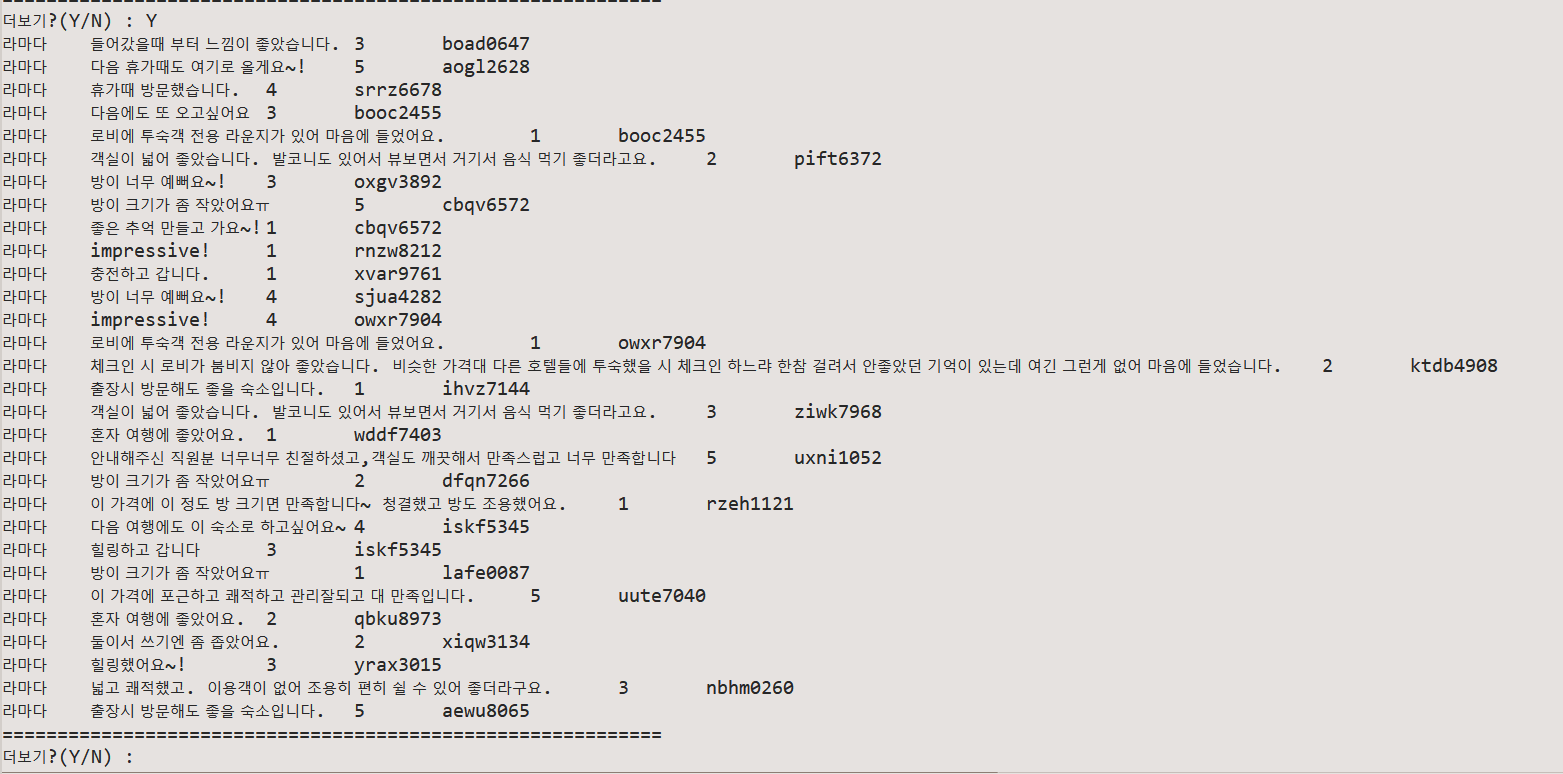 ============================================================
더보기?(Y/N) : Y
라마다 들어갔을때 부터 느낌이 좋았습니다. 3 boad0647
라마다 다음 휴가때도 여기로 올게요~! 5 aogl2628
라마다 휴가때 방문했습니다. 4 srrz6678
라마다 다음에도 또 오고싶어요 3 booc2455
라마다 로비에 투숙객 전용 라운지가 있어 마음에 들었어요. 1 booc2455
라마다 객실이 넓어 좋았습니다. 발코니도 있어서 뷰보면서 거기서 음식 먹기 좋더라고요. 2 pift6372
라마다 방이 너무 예뻐요~! 3 oxgv3892
라마다 방이 크기가 좀 작았어요ㅠ 5 cbqv6572
라마다 좋은 추억 만들고 가요~! 1 cbqv6572
라마다 impressive! 1 rnzw8212
라마다 충전하고 갑니다. 1 xvar9761
라마다 방이 너무 예뻐요~! 4 sjua4282
라마다 impressive! 4 owxr7904
라마다 로비에 투숙객 전용 라운지가 있어 마음에 들었어요. 1 owxr7904
라마다 체크인 시 로비가 붐비지 않아 좋았습니다. 비슷한 가격대 다른 호텔들에 투숙했을 시 체크인 하느랴 한참 걸려서 안좋았던 기억이 있는데 여긴 그런게 없어 마음에 들었습니다. 2 ktdb4908
라마다 출장시 방문해도 좋을 숙소입니다. 1 ihvz7144
라마다 객실이 넓어 좋았습니다. 발코니도 있어서 뷰보면서 거기서 음식 먹기 좋더라고요. 3 ziwk7968
라마다 혼자 여행에 좋았어요. 1 wddf7403
라마다 안내해주신 직원분 너무너무 친절하셨고,객실도 깨끗해서 만족스럽고 너무 만족합니다 5 uxni1052
라마다 방이 크기가 좀 작았어요ㅠ 2 dfqn7266
라마다 이 가격에 이 정도 방 크기면 만족합니다~ 청결했고 방도 조용했어요. 1 rzeh1121
라마다 다음 여행에도 이 숙소로 하고싶어요~ 4 iskf5345
라마다 힐링하고 갑니다 3 iskf5345
라마다 방이 크기가 좀 작았어요ㅠ 1 lafe0087
라마다 이 가격에 포근하고 쾌적하고 관리잘되고 대 만족입니다. 5 uute7040
라마다 혼자 여행에 좋았어요. 2 qbku8973
라마다 둘이서 쓰기엔 좀 좁았어요. 2 xiqw3134
라마다 힐링했어요~! 3 yrax3015
라마다 넓고 쾌적했고. 이용객이 없어 조용히 편히 쉴 수 있어 좋더라구요. 3 nbhm0260
라마다 출장시 방문해도 좋을 숙소입니다. 5 aewu8065
============================================================
더보기?(Y/N) :